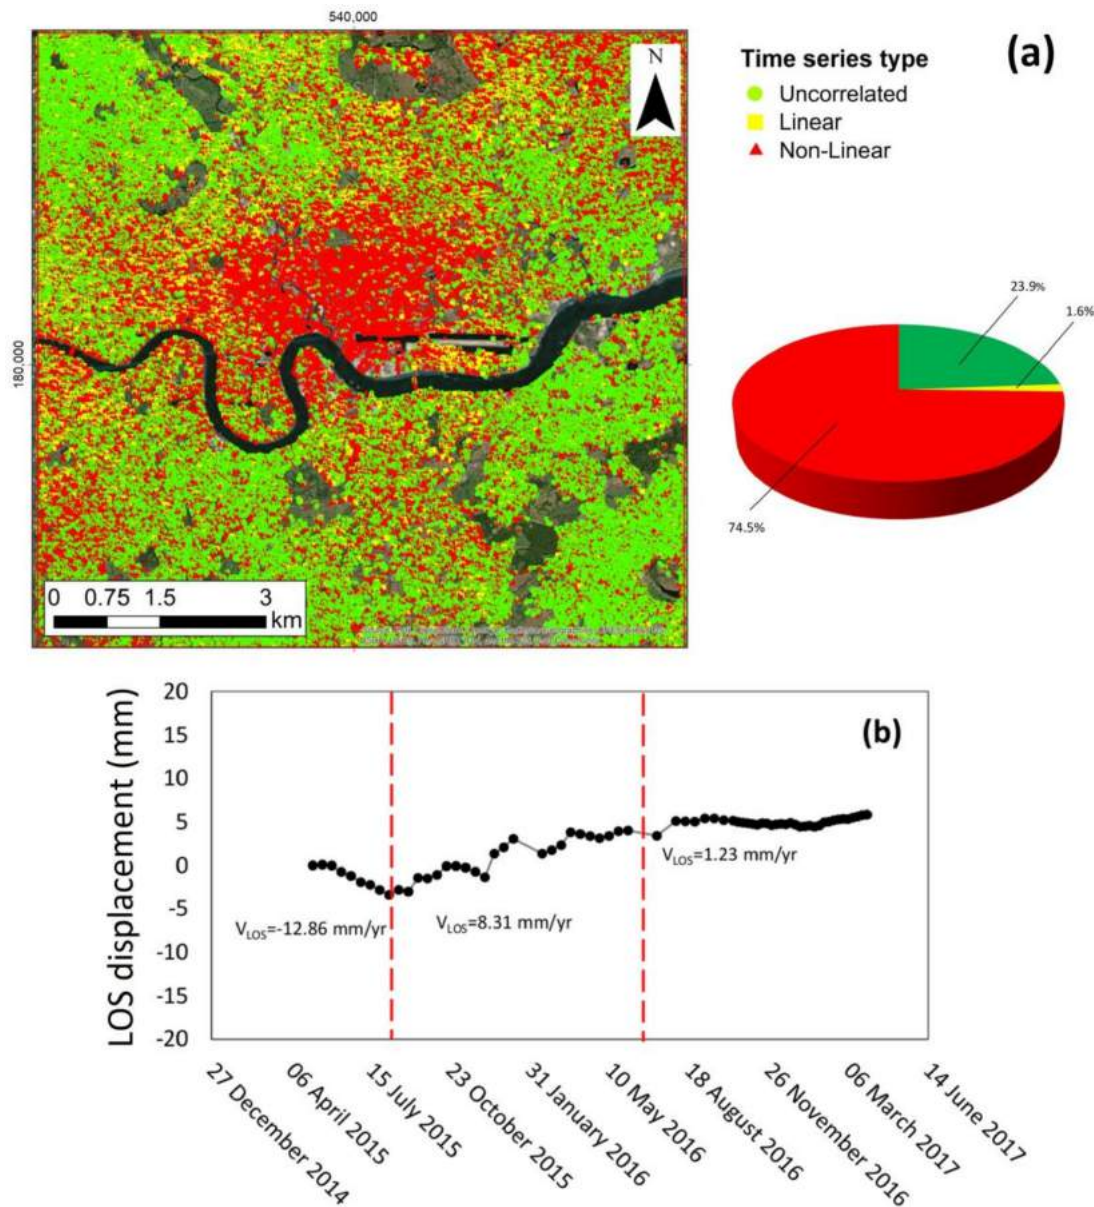 540,000
N
180,000
0 0.75 1.5 3
km
Time series type
Uncorrelated
Linear
Non-Linear
(a)
23.9%
1.6%
74.5%
LOS displacement (mm)
20
15
10
5
0
-5
-10
-15
-20
(b)
VLOS=-12.86 mm/yr
VLOS=8.31 mm/yr
VLOS=1.23 mm/yr
27 December 2014
06 April 2015
15 July 2015
23 October 2015
31 January 2016
10 May 2016
18 August 2016
26 November 2016
06 March 2017
14 June 2017